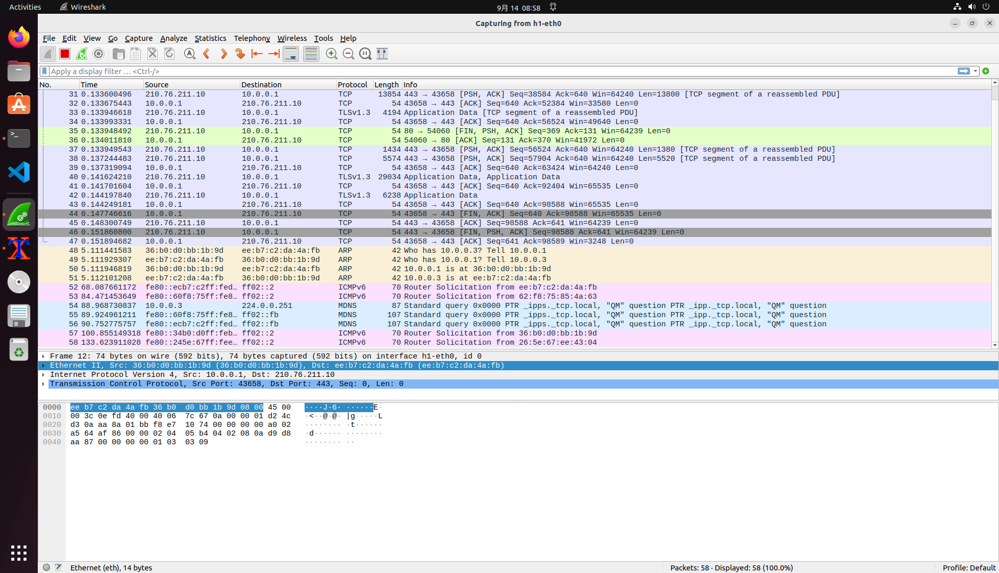 Activities Wireshark 9月 14 08:58
Capturing from h1-eth0
File Edit View Go Capture Analyze Statistics Telephony Wireless Tools Help
Apply a display filter … <Ctrl-/>
No. Time Source Destination Protocol Length Info
31 0.133600496 210.76.211.10 10.0.0.1 TCP 13854 443 → 43658 [PSH, ACK] Seq=38584 Ack=640 Win=64240 Len=13800 [TCP segment of a reassembled PDU]
32 0.133675443 10.0.0.1 210.76.211.10 TCP 54 43658 → 443 [ACK] Seq=640 Ack=52384 Win=33580 Len=0
33 0.133946618 210.76.211.10 10.0.0.1 TLSv1.3 4194 Application Data [TCP segment of a reassembled PDU]
34 0.133993331 10.0.0.1 210.76.211.10 TCP 54 43658 → 443 [ACK] Seq=640 Ack=56524 Win=49640 Len=0
35 0.133948492 210.76.211.10 10.0.0.1 TCP 54 80 → 54060 [FIN, PSH, ACK] Seq=369 Ack=131 Win=64239 Len=0
36 0.134011810 10.0.0.1 210.76.211.10 TCP 54 54060 → 80 [ACK] Seq=131 Ack=370 Win=41972 Len=0
37 0.133949543 210.76.211.10 10.0.0.1 TCP 1434 443 → 43658 [PSH, ACK] Seq=56524 Ack=640 Win=64240 Len=1380 [TCP segment of a reassembled PDU]
38 0.137244483 210.76.211.10 10.0.0.1 TCP 5574 443 → 43658 [PSH, ACK] Seq=57904 Ack=640 Win=64240 Len=5520 [TCP segment of a reassembled PDU]
39 0.137319094 10.0.0.1 210.76.211.10 TCP 54 43658 → 443 [ACK] Seq=640 Ack=63424 Win=64240 Len=0
40 0.141624210 210.76.211.10 10.0.0.1 TLSv1.3 29034 Application Data, Application Data
41 0.141701604 10.0.0.1 210.76.211.10 TCP 54 43658 → 443 [ACK] Seq=640 Ack=92404 Win=65535 Len=0
42 0.144197840 210.76.211.10 10.0.0.1 TLSv1.3 6238 Application Data
43 0.144249181 10.0.0.1 210.76.211.10 TCP 54 43658 → 443 [ACK] Seq=640 Ack=98588 Win=65535 Len=0
44 0.147746616 10.0.0.1 210.76.211.10 TCP 54 43658 → 443 [FIN, ACK] Seq=640 Ack=98588 Win=65535 Len=0
45 0.148300749 210.76.211.10 10.0.0.1 TCP 54 443 → 43658 [ACK] Seq=98588 Ack=641 Win=64239 Len=0
46 0.151860800 210.76.211.10 10.0.0.1 TCP 54 443 → 43658 [FIN, PSH, ACK] Seq=98588 Ack=641 Win=64239 Len=0
47 0.151894682 10.0.0.1 210.76.211.10 TCP 54 43658 → 443 [ACK] Seq=641 Ack=98589 Win=3248 Len=0
48 5.111441583 36:b0:d0:bb:1b:9d ee:b7:c2:da:4a:fb ARP 42 Who has 10.0.0.3? Tell 10.0.0.1
49 5.111929307 ee:b7:c2:da:4a:fb 36:b0:d0:bb:1b:9d ARP 42 Who has 10.0.0.1? Tell 10.0.0.3
50 5.111946819 36:b0:d0:bb:1b:9d ee:b7:c2:da:4a:fb ARP 42 10.0.0.1 is at 36:b0:d0:bb:1b:9d
51 5.112101208 ee:b7:c2:da:4a:fb 36:b0:d0:bb:1b:9d ARP 42 10.0.0.3 is at ee:b7:c2:da:4a:fb
52 68.087661172 fe80::ecb7:c2ff:fed… ff02::2 ICMPv6 70 Router Solicitation from ee:b7:c2:da:4a:fb
53 84.471453649 fe80::60f8:75ff:fe8… ff02::2 ICMPv6 70 Router Solicitation from 62:f8:75:85:4a:63
54 88.968730837 10.0.0.3 224.0.0.251 MDNS 87 Standard query 0x0000 PTR _ipps._tcp.local, "QM" question PTR _ipp._tcp.local, "QM" question
55 89.924961211 fe80::60f8:75ff:fe8… ff02::fb MDNS 107 Standard query 0x0000 PTR _ipps._tcp.local, "QM" question PTR _ipp._tcp.local, "QM" question
56 90.752775757 fe80::ecb7:c2ff:fed… ff02::fb MDNS 107 Standard query 0x0000 PTR _ipps._tcp.local, "QM" question PTR _ipp._tcp.local, "QM" question
57 100.855149318 fe80::34b0:d0ff:feb… ff02::2 ICMPv6 70 Router Solicitation from 36:b0:d0:bb:1b:9d
58 133.623911028 fe80::245e:67ff:fee… ff02::2 ICMPv6 70 Router Solicitation from 26:5e:67:ee:43:04
Frame 12: 74 bytes on wire (592 bits), 74 bytes captured (592 bits) on interface h1-eth0, id 0
Ethernet II, Src: 36:b0:d0:bb:1b:9d (36:b0:d0:bb:1b:9d), Dst: ee:b7:c2:da:4a:fb (ee:b7:c2:da:4a:fb)
Internet Protocol Version 4, Src: 10.0.0.1, Dst: 210.76.211.10
Transmission Control Protocol, Src Port: 43658, Dst Port: 443, Seq: 0, Len: 0
0000 ee b7 c2 da 4a fb 36 b0 d0 bb 1b 9d 08 00 45 00 ····J·6· ······E·
0010 00 3c 0e fd 40 00 40 06 7c 67 0a 00 00 01 d2 4c ·<··@·@· |g·····L
0020 d3 0a aa 8a 01 bb f8 e7 10 74 00 00 00 00 a0 02 ········ ·t······
0030 a5 64 af 86 00 00 02 04 05 b4 04 02 08 0a d9 d8 ·d······ ········
0040 aa 87 00 00 00 00 01 03 03 09 ········ ··
Ethernet (eth), 14 bytes Packets: 58 · Displayed: 58 (100.0%) Profile: Default